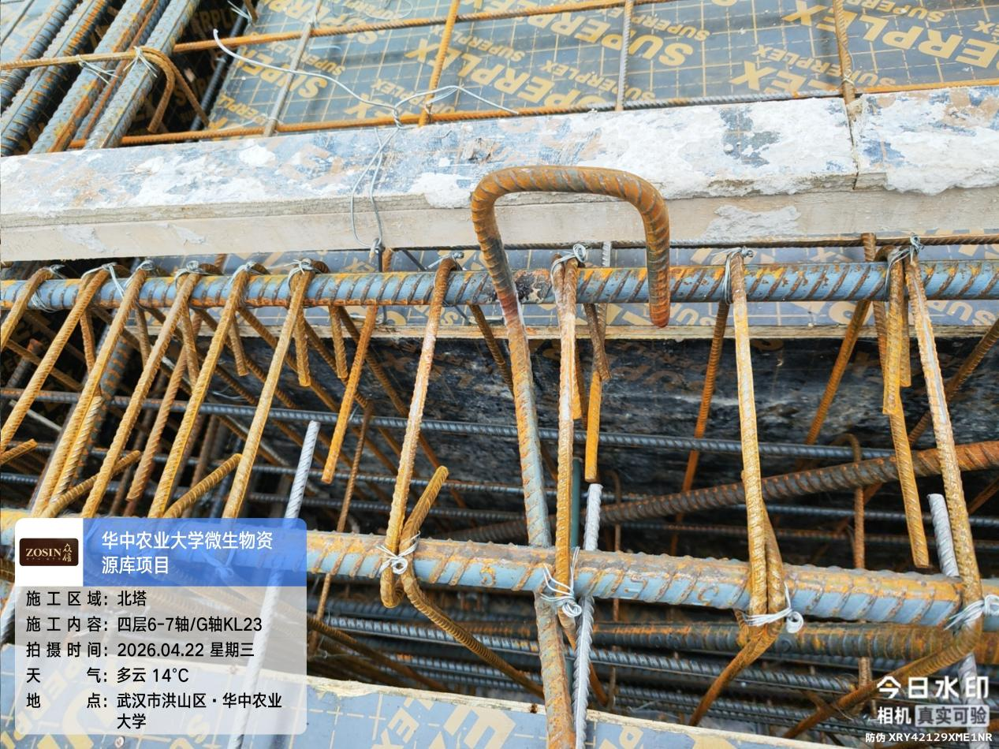 SUPERPLEX
SUPERPLEX
SUPERPLEX
ZOSIN 众信
华中农业大学微生物资
源库项目
施工区域：北塔
施工内容：四层6-7轴/G轴KL23
拍摄时间：2026.04.22 星期三
天气：多云 14℃
地点：武汉市洪山区·华中农业
大学
今日水印
相机 真实可验
防伪 XRY42129XME1NR